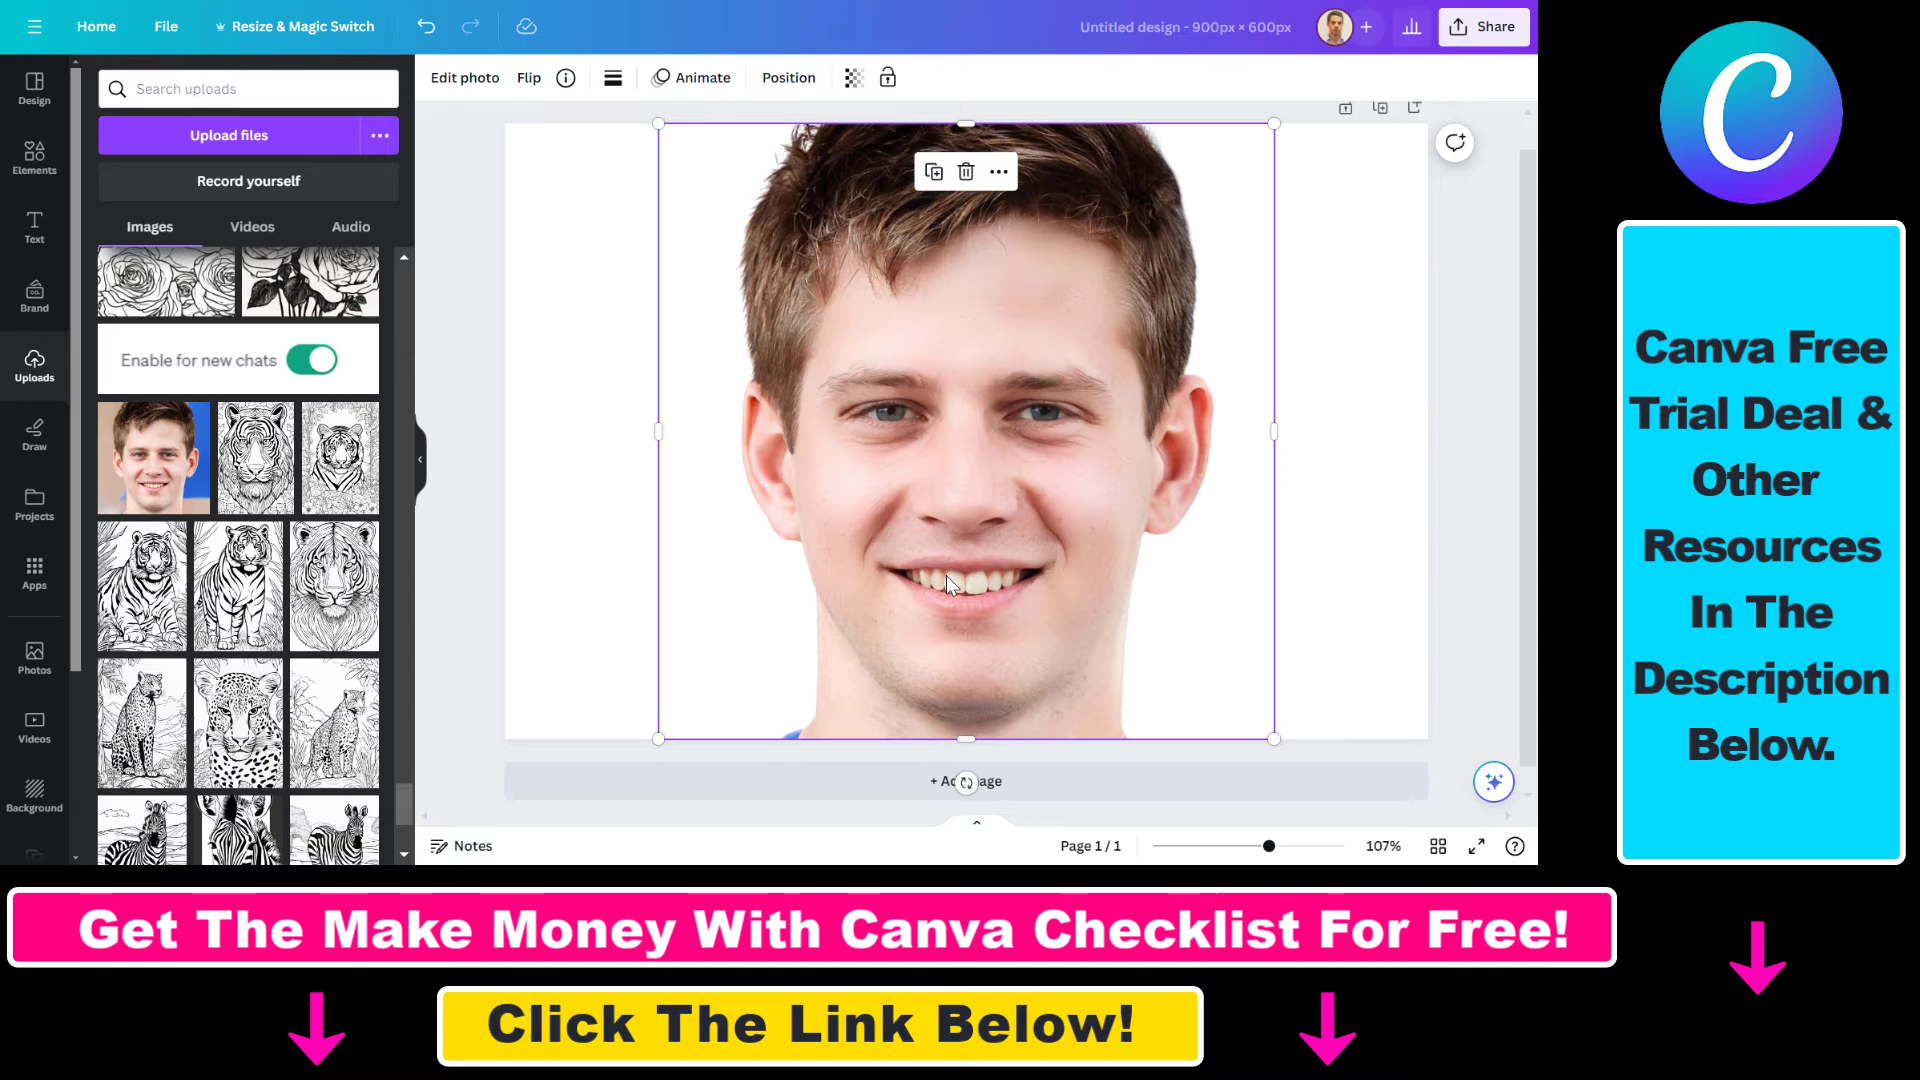 Home
File
Resize & Magic Switch
Untitled design - 900px × 600px
Share
Design
Elements
Text
Brand
Uploads
Draw
Projects
Apps
Photos
Videos
Background
Search uploads
Upload files
Record yourself
Images
Videos
Audio
Enable for new chats
Edit photo
Flip
Animate
Position
+ Ad page
Notes
Page 1 / 1
107%
C
Canva Free
Trial Deal &
Other
Resources
In The
Description
Below.
Get The Make Money With Canva Checklist For Free!
Click The Link Below!